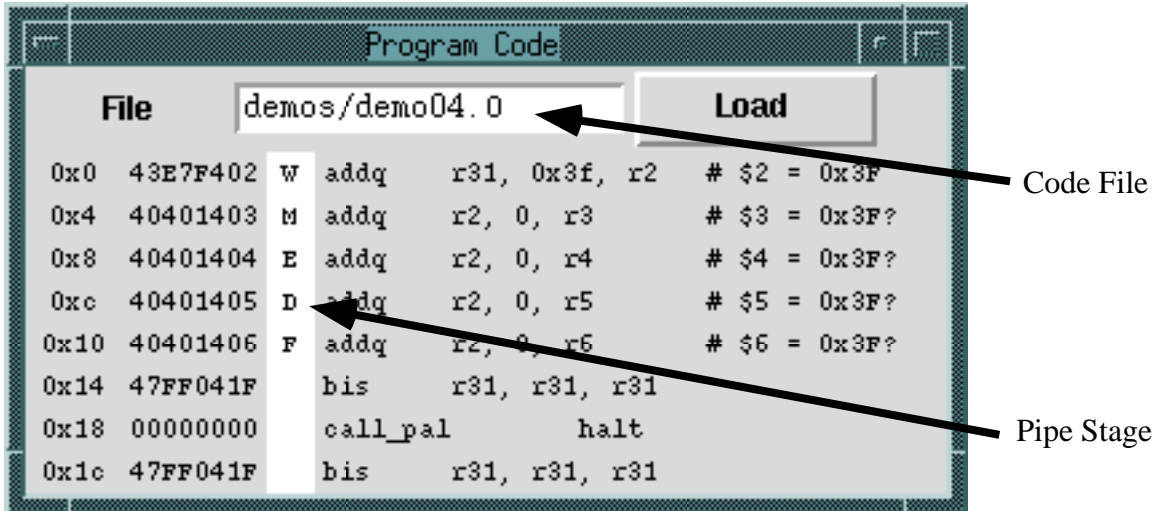 Program Code
File demos/demo04.O Load
0x0 43E7F402 W addq r31, 0x3f, r2 # $2 = 0x3F
Code File
0x4 40401403 M addq r2, 0, r3 # $3 = 0x3F?
0x8 40401404 E addq r2, 0, r4 # $4 = 0x3F?
0xc 40401405 D addq r2, 0, r5 # $5 = 0x3F?
0x10 40401406 F addq r2, 0, r6 # $6 = 0x3F?
0x14 47FF041F bis r31, r31, r31
0x18 00000000 call_pal halt
Pipe Stage
0x1c 47FF041F bis r31, r31, r31